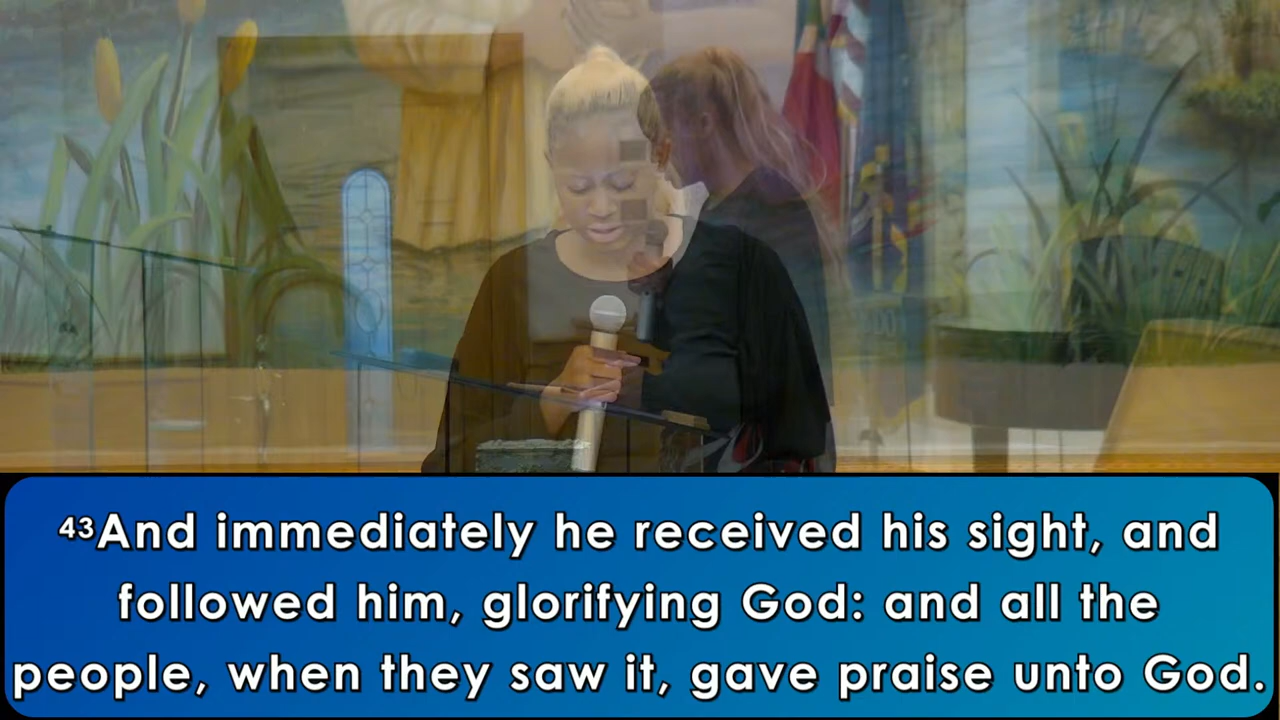 43And immediately he received his sight, and
followed him, glorifying God: and all the
people, when they saw it, gave praise unto God.